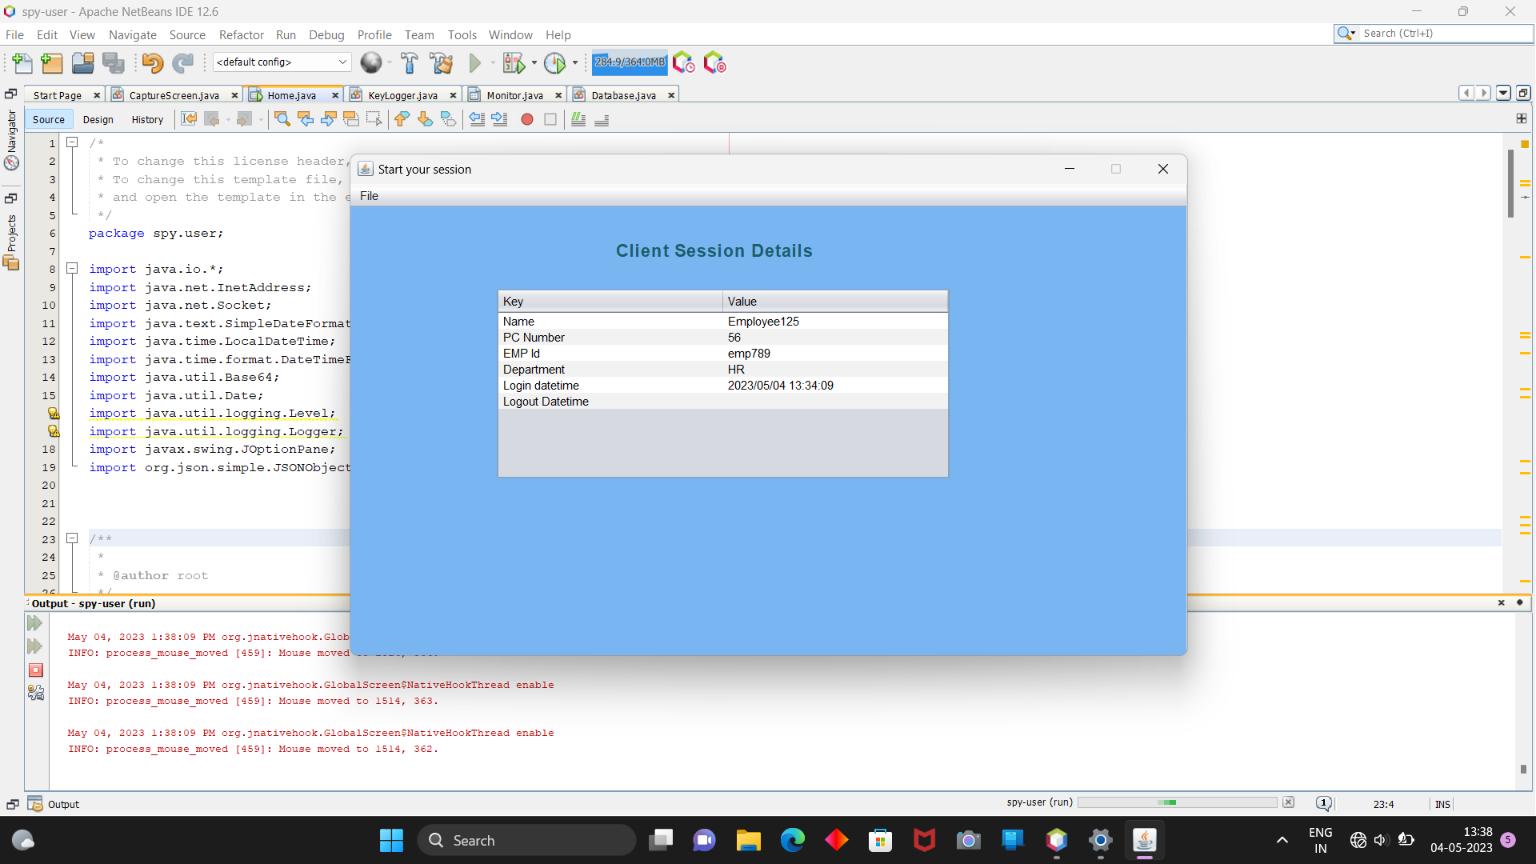 spy-user - Apache NetBeans IDE 12.6
File Edit View Navigate Source Refactor Run Debug Profile Team Tools Window Help
Search (Ctrl+I)
<default config>
284.9/364.0MB
Start Page
CaptureScreen.java
Home.java
KeyLogger.java
Monitor.java
Database.java
Navigator
Projects
Source Design History
1 /*
2 * To change this license header,
3 * To change this template file,
4 * and open the template in the e
5 */
6 package spy.user;
7
8 import java.io.*;
9 import java.net.InetAddress;
10 import java.net.Socket;
11 import java.text.SimpleDateFormat
12 import java.time.LocalDateTime;
13 import java.time.format.DateTimeF
14 import java.util.Base64;
15 import java.util.Date;
import java.util.logging.Level;
import java.util.logging.Logger;
18 import javax.swing.JOptionPane;
19 import org.json.simple.JSONObject
20
21
22
23 /**
24 *
25 * @author root
26 */
Start your session
File
Client Session Details
Key Value
Name Employee125
PC Number 56
EMP Id emp789
Department HR
Login datetime 2023/05/04 13:34:09
Logout Datetime
Output - spy-user (run)
May 04, 2023 1:38:09 PM org.jnativehook.Glob
INFO: process_mouse_moved [459]: Mouse moved
May 04, 2023 1:38:09 PM org.jnativehook.GlobalScreen$NativeHookThread enable
INFO: process_mouse_moved [459]: Mouse moved to 1514, 363.
May 04, 2023 1:38:09 PM org.jnativehook.GlobalScreen$NativeHookThread enable
INFO: process_mouse_moved [459]: Mouse moved to 1514, 362.
Output
spy-user (run)
1
23:4
INS
Search
ENG
IN
13:38
04-05-2023
5